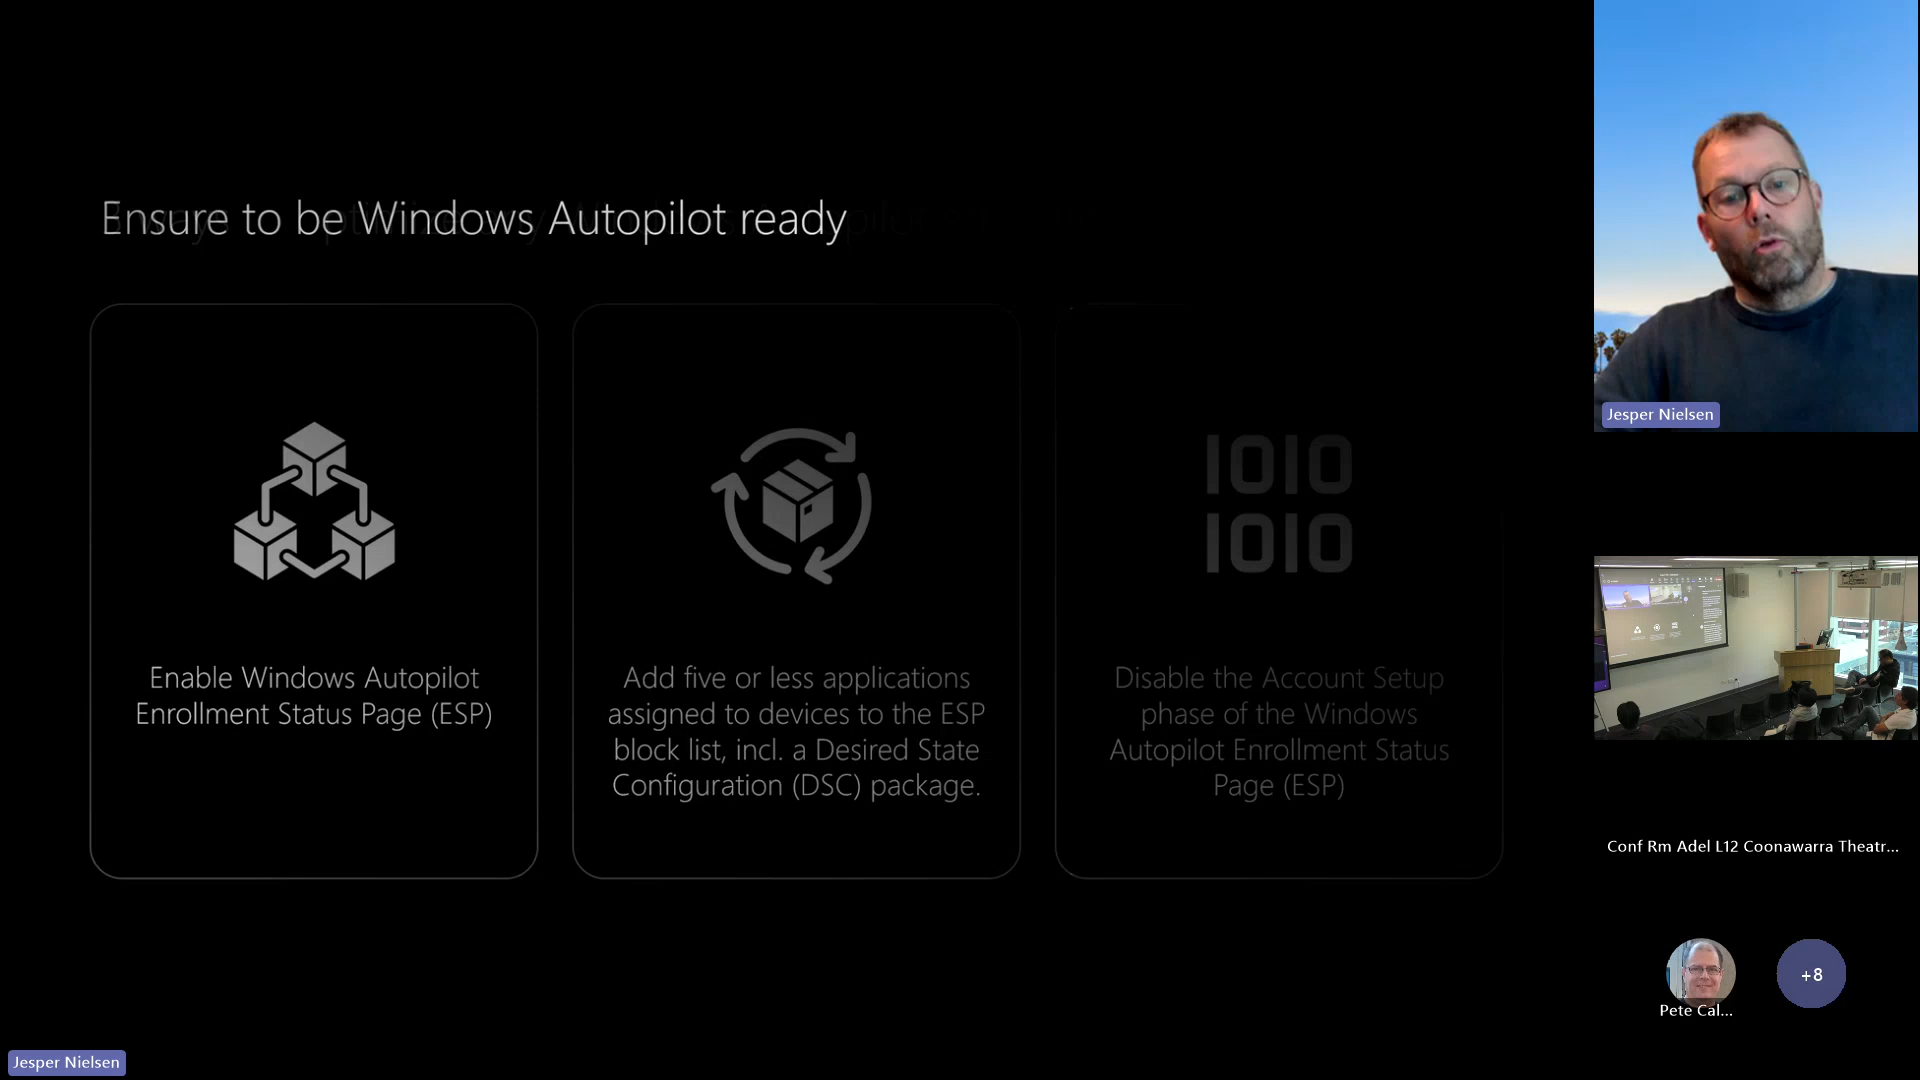 Ensure to be Windows Autopilot ready
Enable Windows Autopilot
Enrollment Status Page (ESP)
Add five or less applications
assigned to devices to the ESP
block list, incl. a Desired State
Configuration (DSC) package.
IOIO
IOIO
Disable the Account Setup
phase of the Windows
Autopilot Enrollment Status
Page (ESP)
Jesper Nielsen
Conf Rm Adel L12 Coonawarra Theatr...
+8
Pete Cal...
Jesper Nielsen